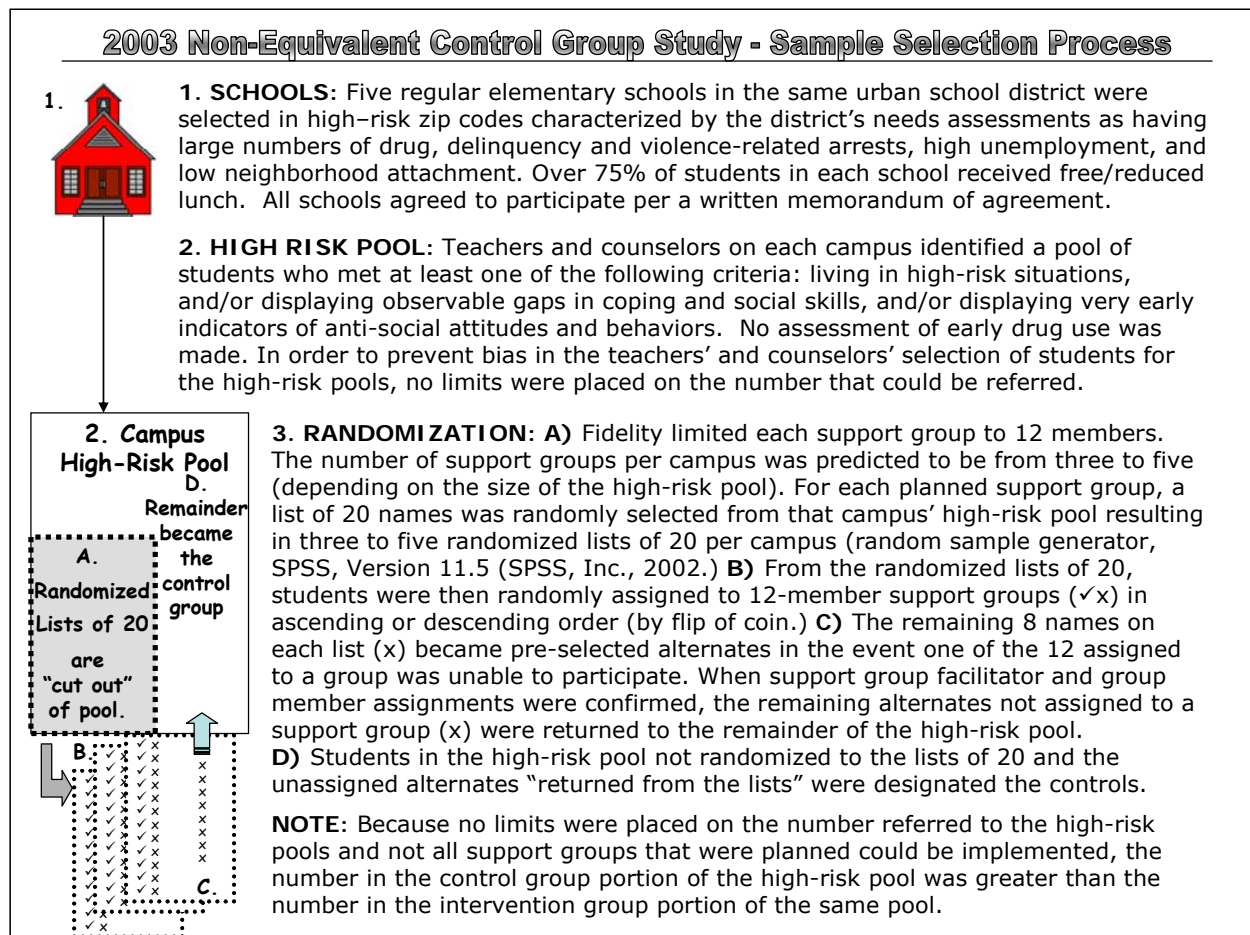 2003 Non-Equivalent Control Group Study - Sample Selection Process
1.
1. SCHOOLS: Five regular elementary schools in the same urban school district were
selected in high–risk zip codes characterized by the district's needs assessments as having
large numbers of drug, delinquency and violence-related arrests, high unemployment, and
low neighborhood attachment. Over 75% of students in each school received free/reduced
lunch. All schools agreed to participate per a written memorandum of agreement.
2. HIGH RISK POOL: Teachers and counselors on each campus identified a pool of
students who met at least one of the following criteria: living in high-risk situations,
and/or displaying observable gaps in coping and social skills, and/or displaying very early
indicators of anti-social attitudes and behaviors. No assessment of early drug use was
made. In order to prevent bias in the teachers' and counselors' selection of students for
the high-risk pools, no limits were placed on the number that could be referred.
2. Campus
High-Risk Pool
D.
Remainder
became
the
control
group
A.
Randomized
Lists of 20
are
"cut out"
of pool.
B.
C.
3. RANDOMIZATION: A) Fidelity limited each support group to 12 members.
The number of support groups per campus was predicted to be from three to five
(depending on the size of the high-risk pool). For each planned support group, a
list of 20 names was randomly selected from that campus' high-risk pool resulting
in three to five randomized lists of 20 per campus (random sample generator,
SPSS, Version 11.5 (SPSS, Inc., 2002.) B) From the randomized lists of 20,
students were then randomly assigned to 12-member support groups (✓x) in
ascending or descending order (by flip of coin.) C) The remaining 8 names on
each list (x) became pre-selected alternates in the event one of the 12 assigned
to a group was unable to participate. When support group facilitator and group
member assignments were confirmed, the remaining alternates not assigned to a
support group (x) were returned to the remainder of the high-risk pool.
D) Students in the high-risk pool not randomized to the lists of 20 and the
unassigned alternates "returned from the lists" were designated the controls.
NOTE: Because no limits were placed on the number referred to the high-risk
pools and not all support groups that were planned could be implemented, the
number in the control group portion of the high-risk pool was greater than the
number in the intervention group portion of the same pool.